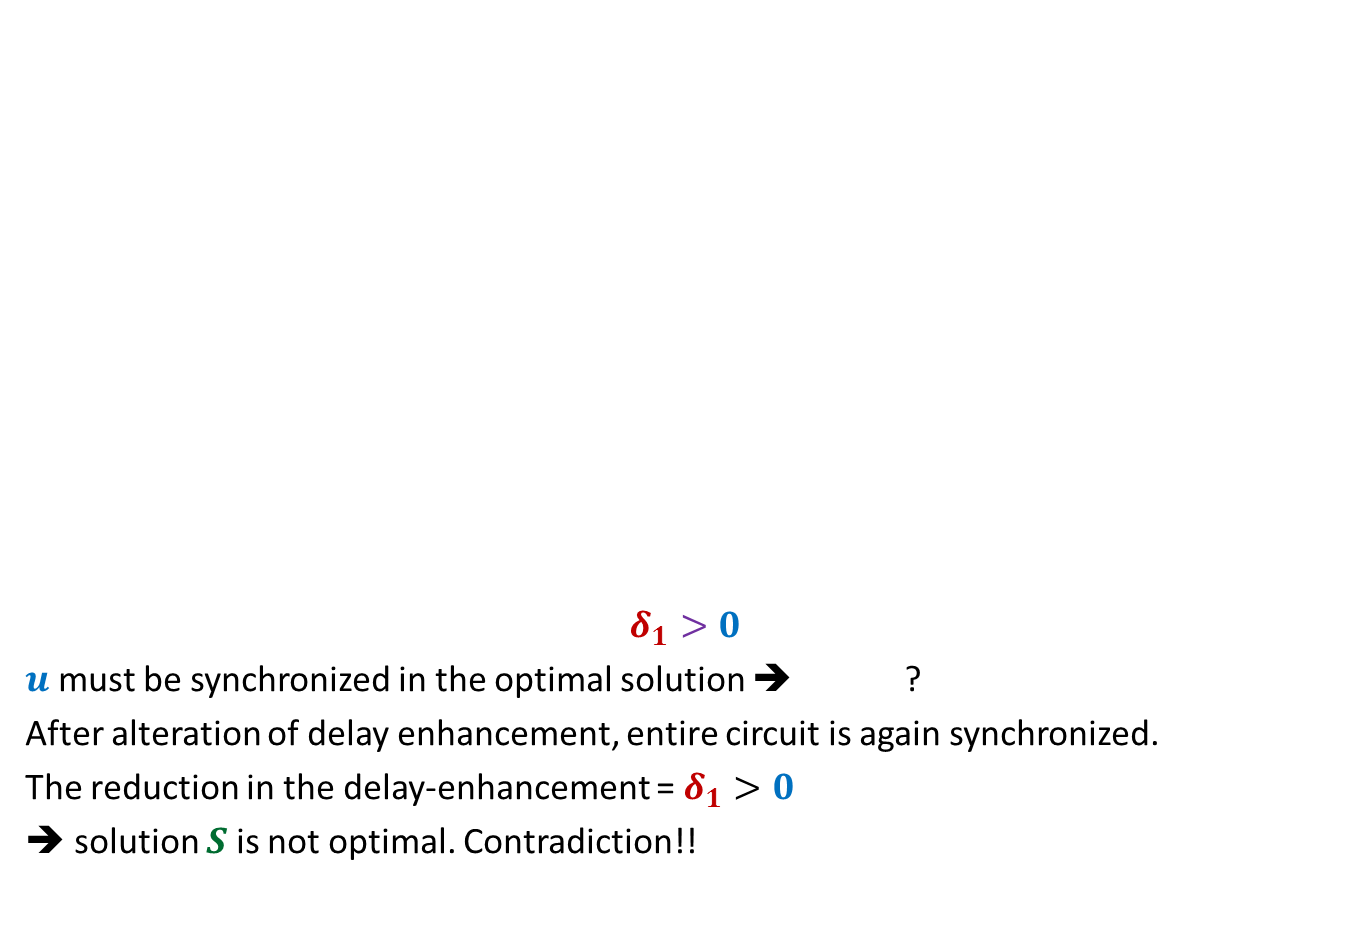 δ₁ > 0
u must be synchronized in the optimal solution ➔ ?
After alteration of delay enhancement, entire circuit is again synchronized.
The reduction in the delay-enhancement = δ₁ > 0
➔ solution S is not optimal. Contradiction!!